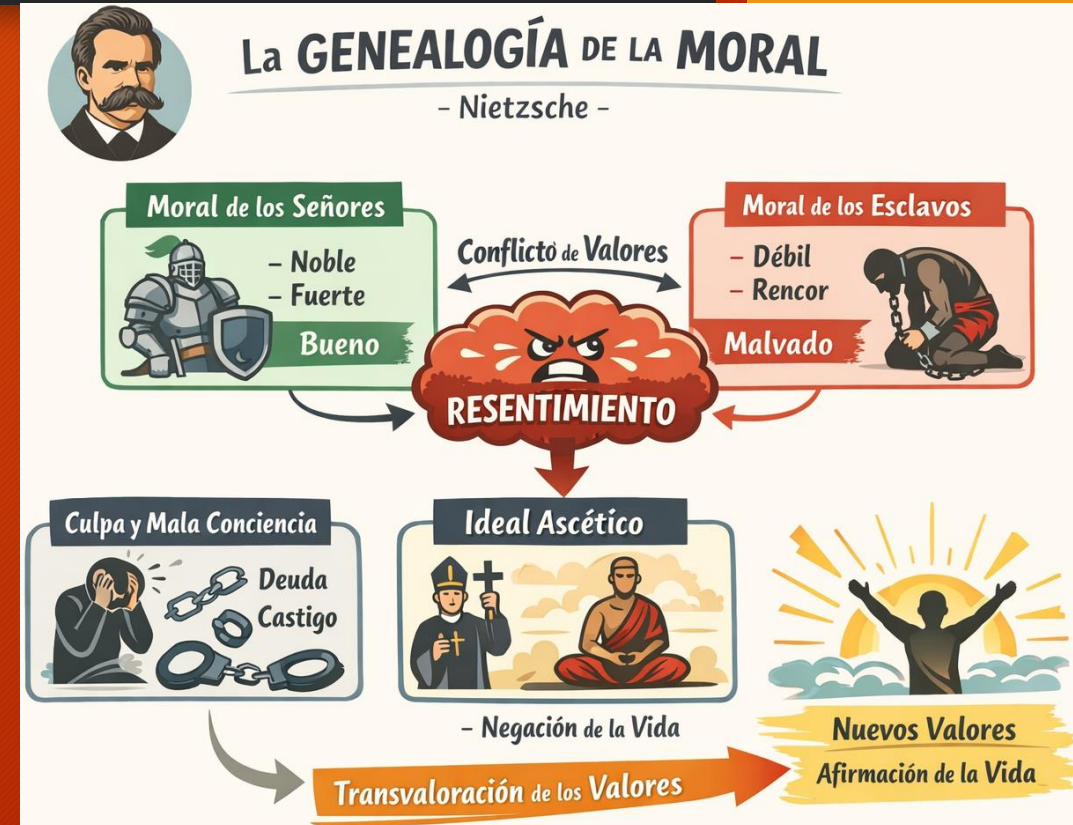 La GENEALOGÍA DE LA MORAL
- Nietzsche -
Moral de los Señores
- Noble
- Fuerte
Bueno
Conflicto de Valores
Moral de los Esclavos
- Débil
- Rencor
Malvado
RESENTIMIENTO
Culpa y Mala Conciencia
Deuda
Castigo
Ideal Ascético
- Negación de la Vida
Transvaloración de los Valores
Nuevos Valores
Afirmación de la Vida